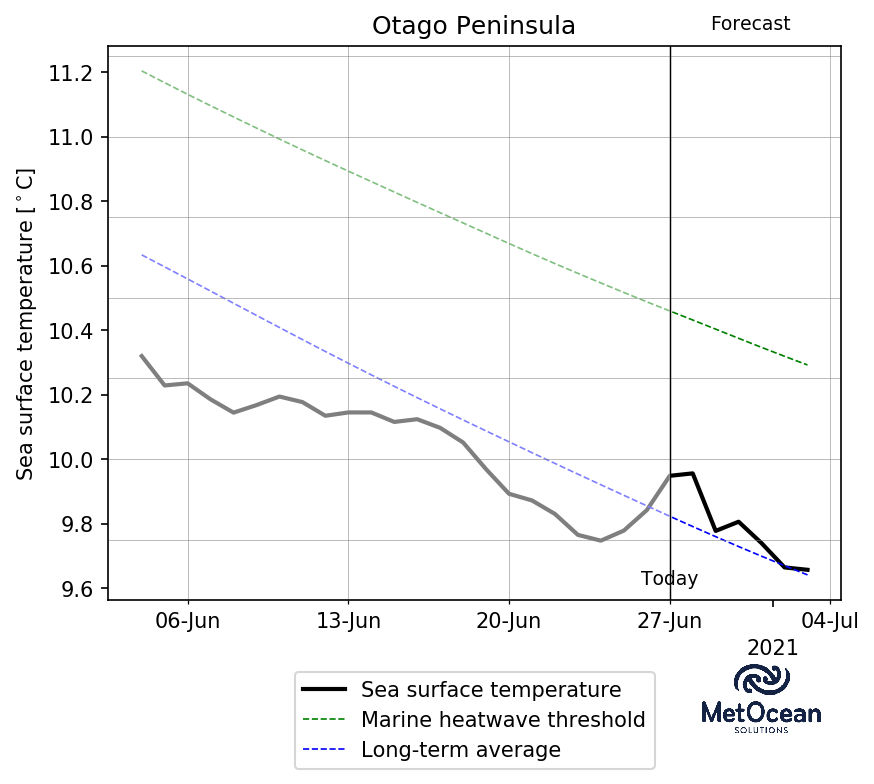 Otago Peninsula
Forecast
Sea surface temperature [°C]
11.2
11.0
10.8
10.6
10.4
10.2
10.0
9.8
9.6
Today
06-Jun
13-Jun
20-Jun
27-Jun
04-Jul
2021
Sea surface temperature
Marine heatwave threshold
Long-term average
MetOcean
SOLUTIONS